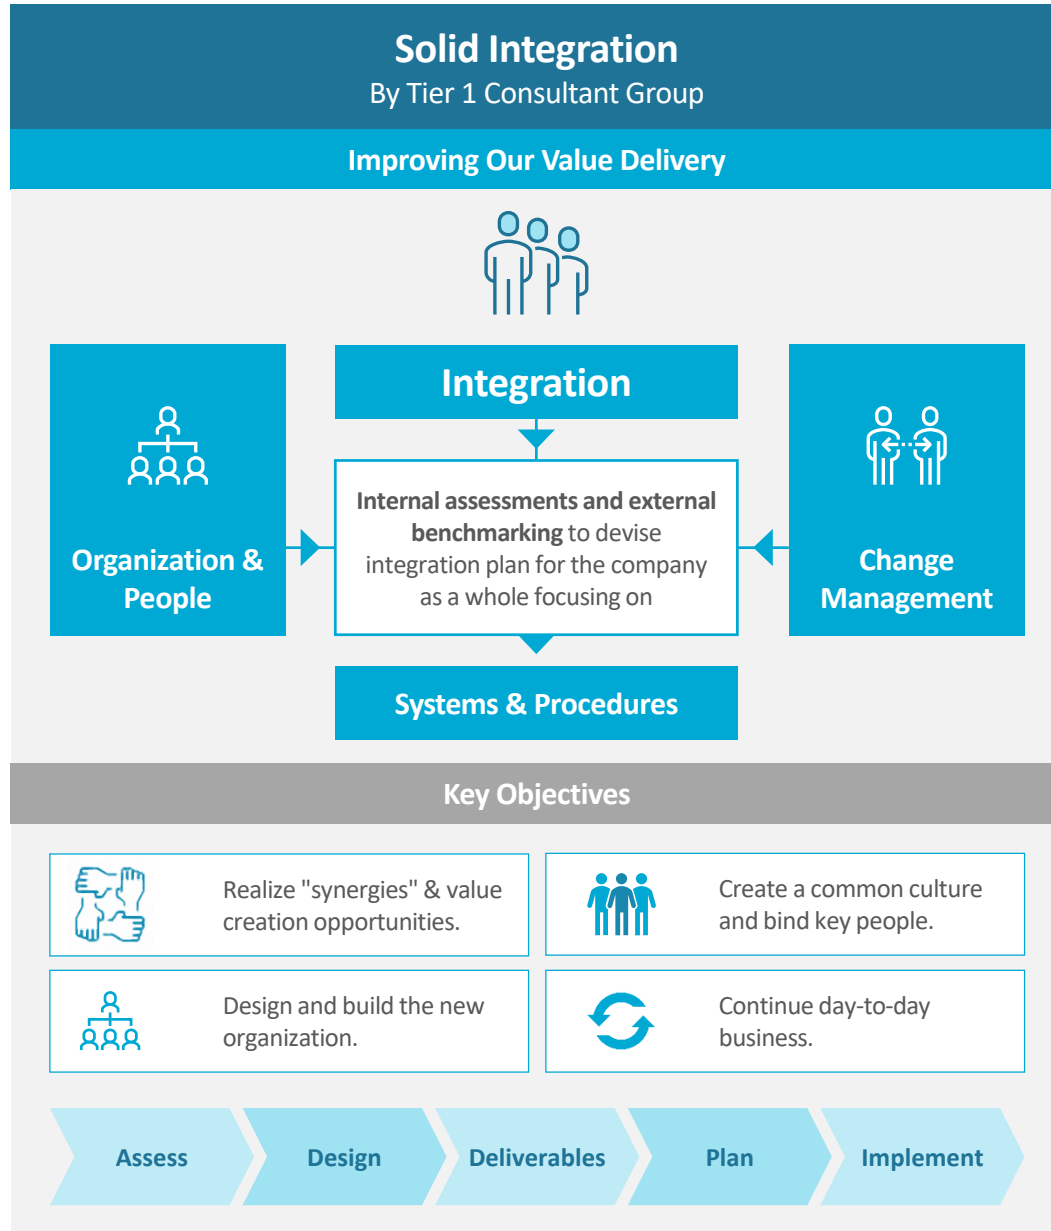 Solid Integration
By Tier 1 Consultant Group
Improving Our Value Delivery
Integration
Internal assessments and external
benchmarking to devise
integration plan for the company
as a whole focusing on
Organization &
People
Change
Management
Systems & Procedures
Key Objectives
Realize "synergies" & value
creation opportunities.
Create a common culture
and bind key people.
Design and build the new
organization.
Continue day-to-day
business.
Assess
Design
Deliverables
Plan
Implement